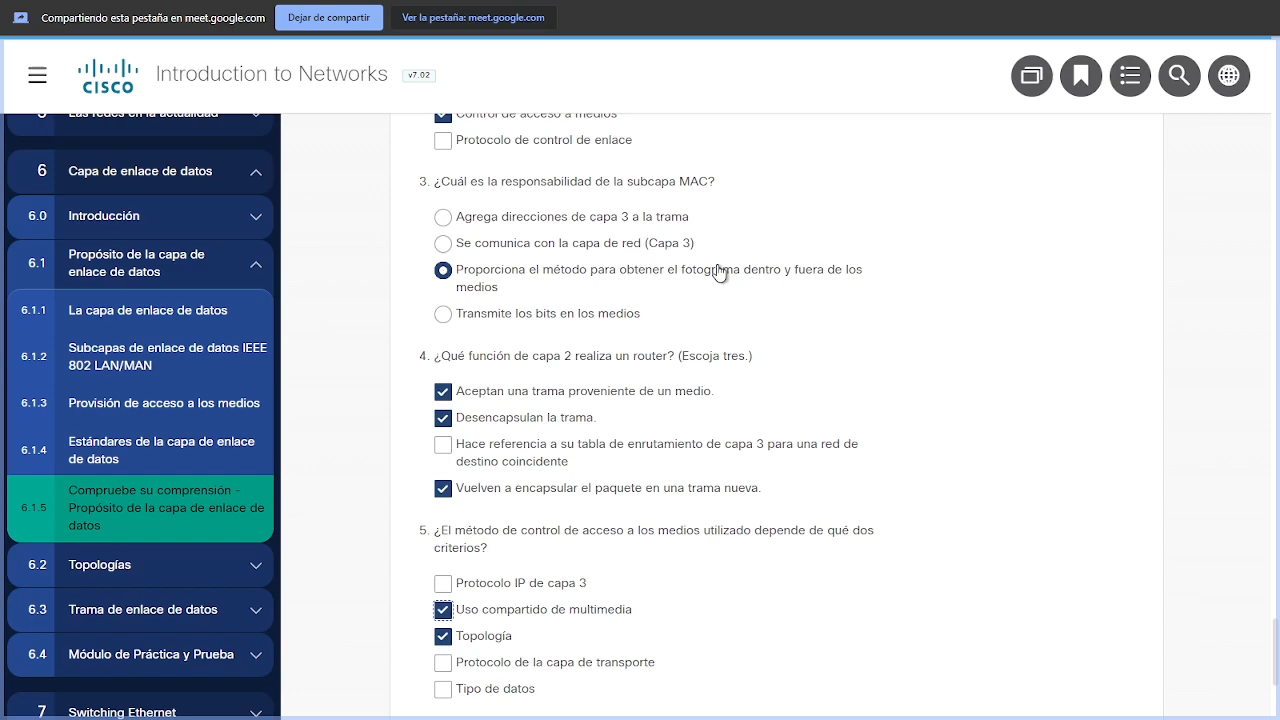 Compartiendo esta pestaña en meet.google.com
Dejar de compartir
Ver la pestaña: meet.google.com
CISCO
Introduction to Networks
v7.02
5 Las redes en la actualidad
6 Capa de enlace de datos
6.0 Introducción
6.1 Propósito de la capa de
enlace de datos
6.1.1 La capa de enlace de datos
6.1.2 Subcapas de enlace de datos IEEE
802 LAN/MAN
6.1.3 Provisión de acceso a los medios
6.1.4 Estándares de la capa de enlace
de datos
6.1.5 Compruebe su comprensión -
Propósito de la capa de enlace de
datos
6.2 Topologías
6.3 Trama de enlace de datos
6.4 Módulo de Práctica y Prueba
7 Switching Ethernet
Control de acceso a medios
Protocolo de control de enlace
3. ¿Cuál es la responsabilidad de la subcapa MAC?
Agrega direcciones de capa 3 a la trama
Se comunica con la capa de red (Capa 3)
Proporciona el método para obtener el fotograma dentro y fuera de los
medios
Transmite los bits en los medios
4. ¿Qué función de capa 2 realiza un router? (Escoja tres.)
Aceptan una trama proveniente de un medio.
Desencapsulan la trama.
Hace referencia a su tabla de enrutamiento de capa 3 para una red de
destino coincidente
Vuelven a encapsular el paquete en una trama nueva.
5. ¿El método de control de acceso a los medios utilizado depende de qué dos
criterios?
Protocolo IP de capa 3
Uso compartido de multimedia
Topología
Protocolo de la capa de transporte
Tipo de datos